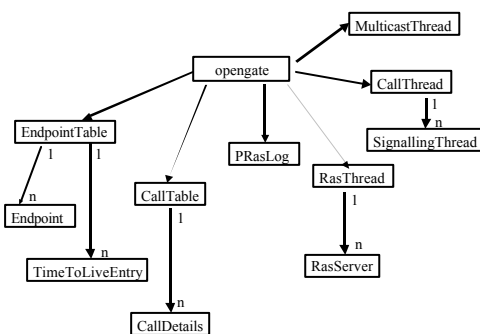 MulticastThread
opengate
CallThread
1
n
EndpointTable
SignallingThread
1
1
PRasLog
RasThread
CallTable
n
1
1
Endpoint
n
n
TimeToLiveEntry
RasServer
n
CallDetails